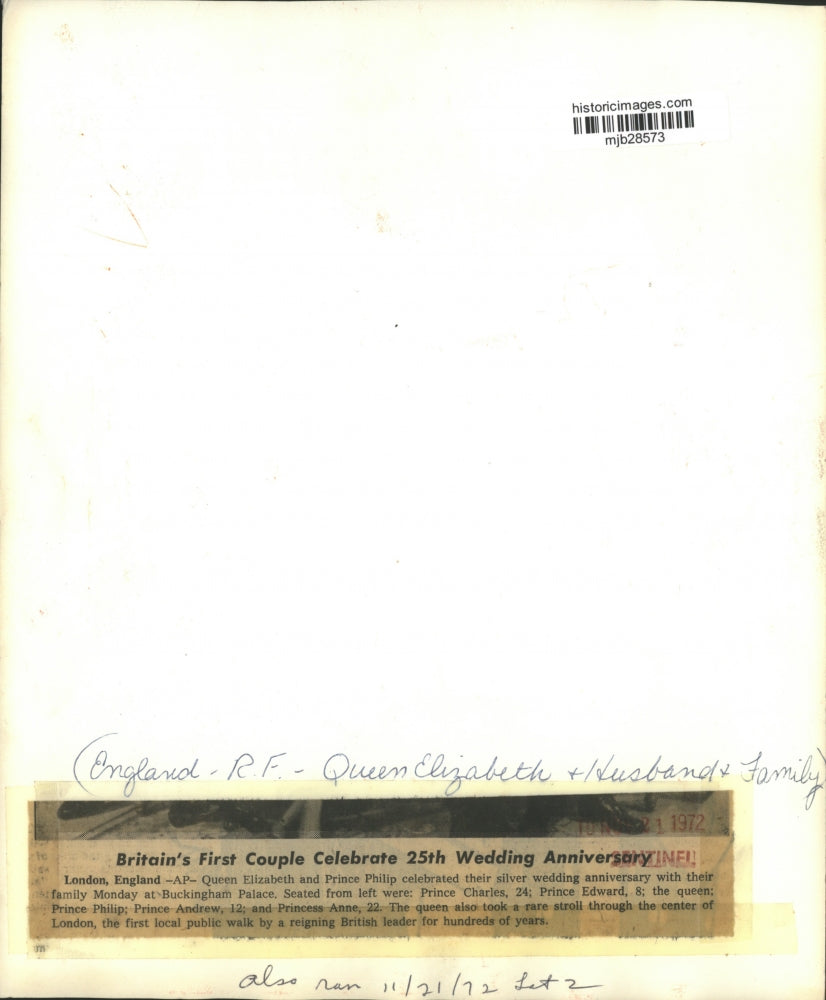 historicimages.com
mjb28573
(England - R.F. - Queen Elizabeth + Husband & Family)
21 1972
SENTINEL
Britain's First Couple Celebrate 25th Wedding Anniversary
London, England —AP— Queen Elizabeth and Prince Philip celebrated their silver wedding anniversary with their
family Monday at Buckingham Palace. Seated from left were: Prince Charles, 24; Prince Edward, 8; the queen;
Prince Philip; Prince Andrew, 12; and Princess Anne, 22. The queen also took a rare stroll through the center of
London, the first local public walk by a reigning British leader for hundreds of years.
also ran 11/21/72 Lat 2